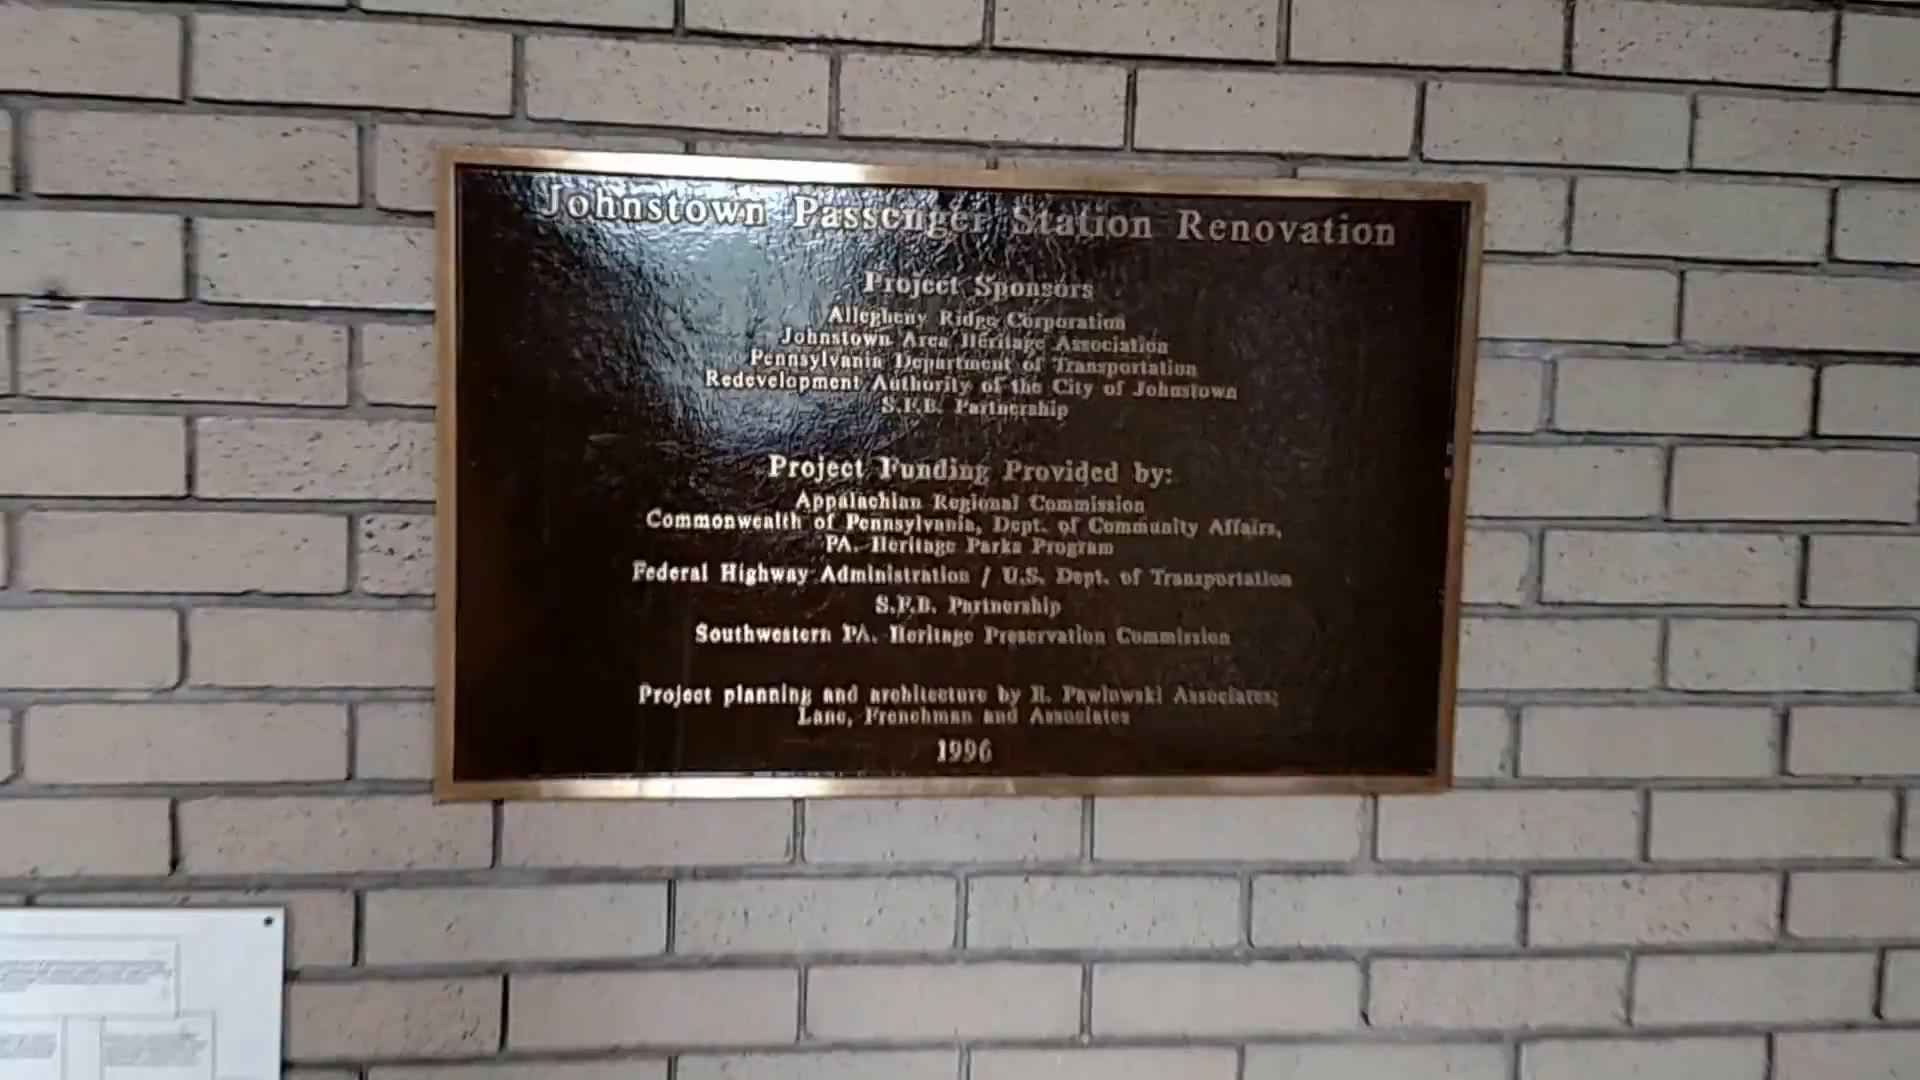 Johnstown Passenger Station Renovation
Project Sponsors
Allegheny Ridge Corporation
Johnstown Area Heritage Association
Pennsylvania Department of Transportation
Redevelopment Authority of the City of Johnstown
S.F.B. Partnership
Project Funding Provided by:
Appalachian Regional Commission
Commonwealth of Pennsylvania, Dept. of Community Affairs,
PA. Heritage Parks Program
Federal Highway Administration / U.S. Dept. of Transportation
S.F.B. Partnership
Southwestern PA. Heritage Preservation Commission
Project planning and architecture by R. Pawlowski Associates;
Lane, Frenchman and Associates
1996